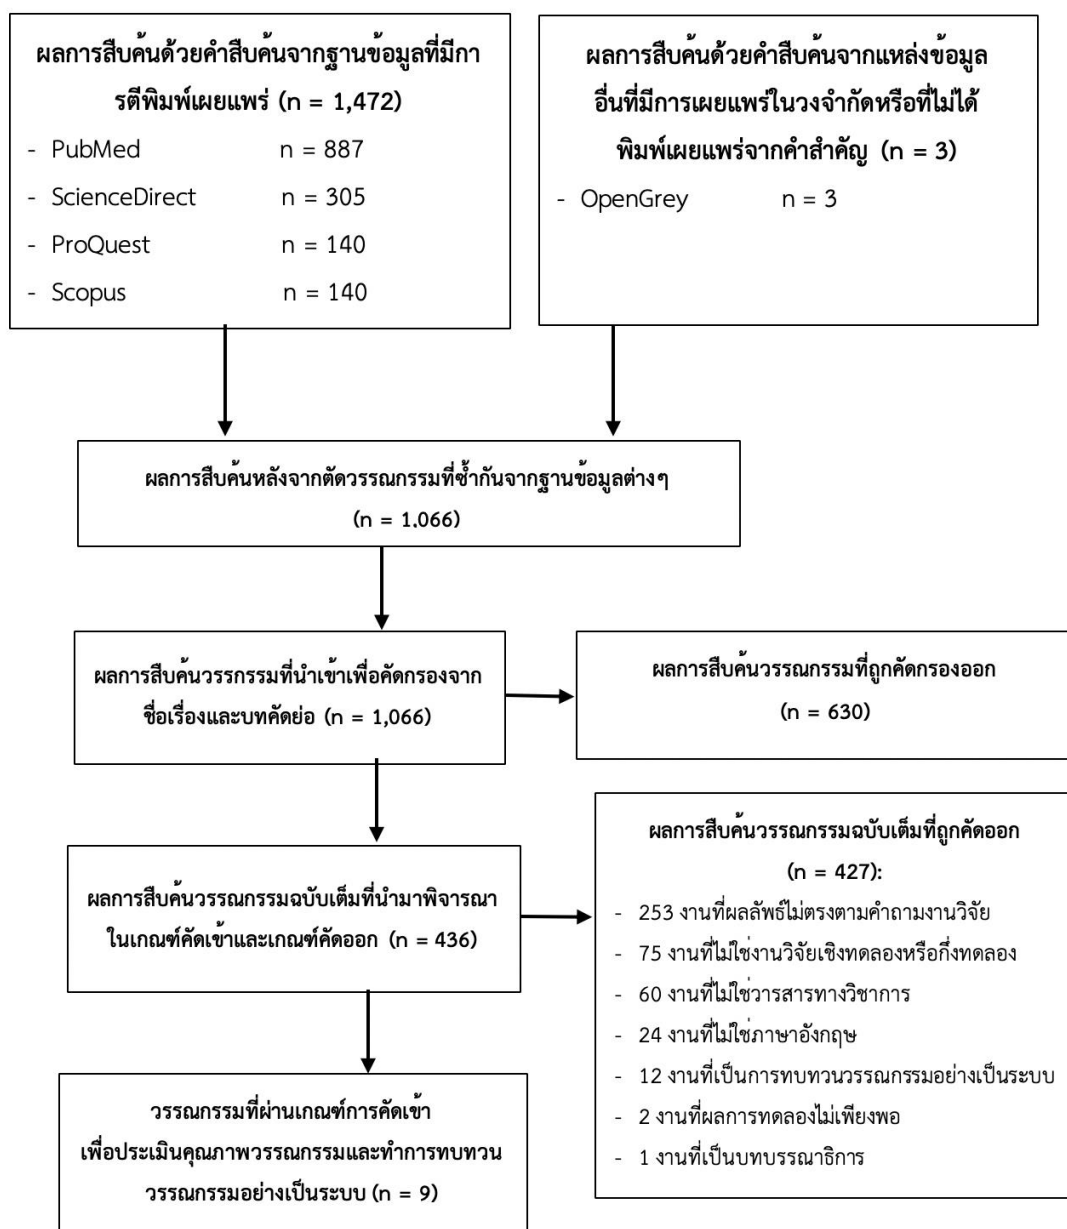 ผลการสืบค้นด้วยคำสืบค้นจากฐานข้อมูลที่มีกา
รตีพิมพ์เผยแพร่ (n = 1,472)
- PubMed n = 887
- ScienceDirect n = 305
- ProQuest n = 140
- Scopus n = 140
ผลการสืบค้นด้วยคำสืบค้นจากแหล่งข้อมูล
อื่นที่มีการเผยแพร่ในวงจำกัดหรือที่ไม่ได้
พิมพ์เผยแพร่จากคำสำคัญ (n = 3)
- OpenGrey n = 3
ผลการสืบค้นหลังจากตัดวรรณกรรมที่ซ้ำกันจากฐานข้อมูลต่างๆ
(n = 1.066)
ผลการสืบค้นวรรกรรมที่นำเข้าเพื่อคัดกรองจาก
ชื่อเรื่องและบทคัดย่อ (n = 1,066)
ผลการสืบค้นวรรณกรรมที่ถูกคัดกรองออก
(n = 630)
ผลการสืบค้นวรรณกรรมฉบับเต็มที่นำมาพิจารณา
ในเกณฑ์คัดเข้าและเกณฑ์คัดออก (n = 436)
ผลการสืบค้นวรรณกรรมฉบับเต็มที่ถูกคัดออก
(n = 427):
- 253 งานที่ผลลัพธ์ไม่ตรงตามคำถามงานวิจัย
- 75 งานที่ไม่ใช่งานวิจัยเชิงทดลองหรือกึ่งทดลอง
- 60 งานที่ไม่ใช่วารสารทางวิชาการ
- 24 งานที่ไม่ใช่ภาษาอังกฤษ
- 12 งานที่เป็นการทบทวนวรรณกรรมอย่างเป็นระบบ
- 2 งานที่ผลการทดลองไม่เพียงพอ
- 1 งานที่เป็นบทบรรณาธิการ
วรรณกรรมที่ผ่านเกณฑ์การคัดเข้า
เพื่อประเมินคุณภาพวรรณกรรมและทำการทบทวน
วรรณกรรมอย่างเป็นระบบ (n = 9)